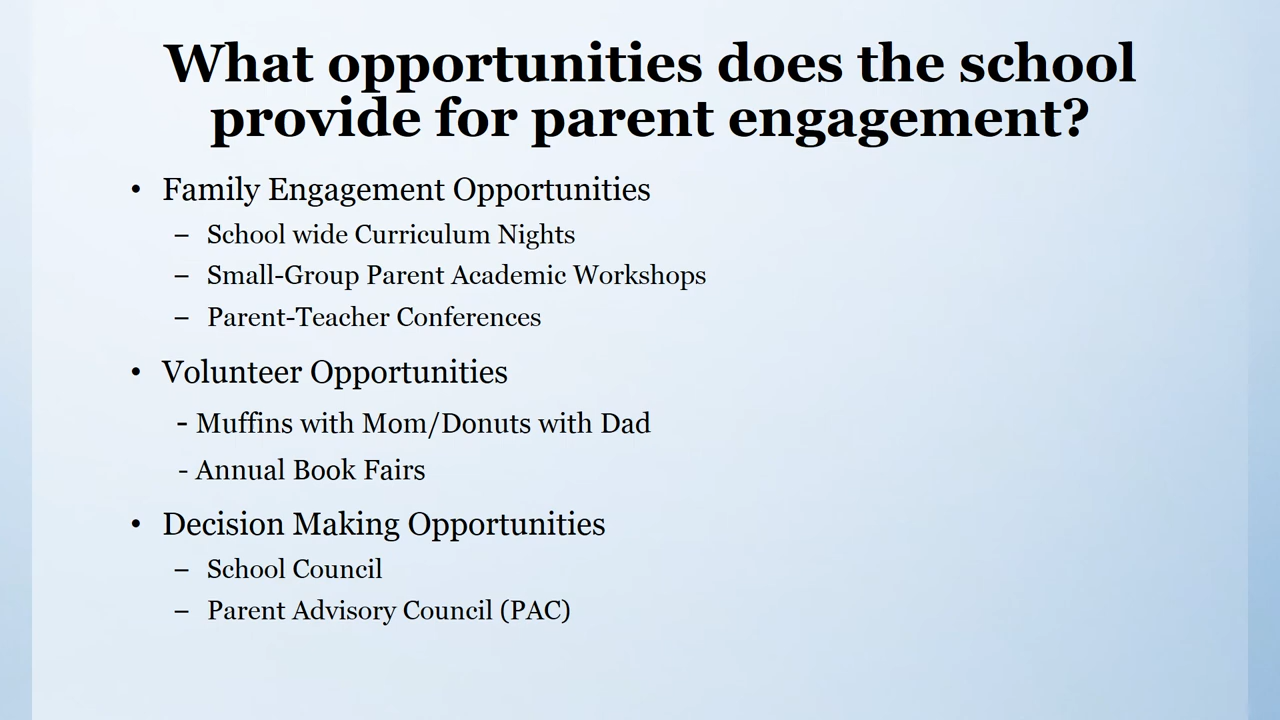 What opportunities does the school
provide for parent engagement?
• Family Engagement Opportunities
– School wide Curriculum Nights
– Small-Group Parent Academic Workshops
– Parent-Teacher Conferences
• Volunteer Opportunities
- Muffins with Mom/Donuts with Dad
- Annual Book Fairs
• Decision Making Opportunities
– School Council
– Parent Advisory Council (PAC)